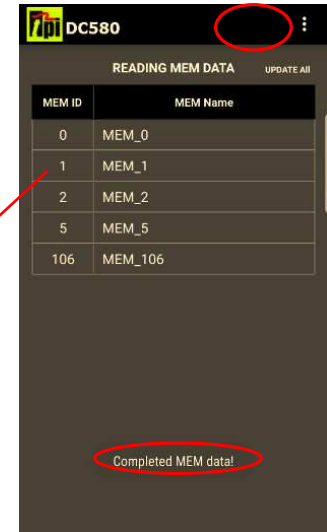 TPI DC580
READING MEM DATA UPDATE All
MEM ID MEM Name
0 MEM_0
1 MEM_1
2 MEM_2
5 MEM_5
106 MEM_106
Completed MEM data!